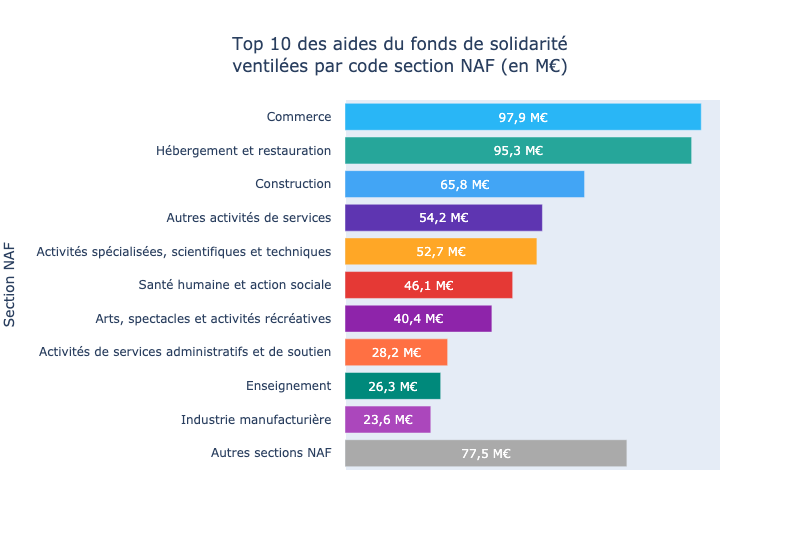 Top 10 des aides du fonds de solidarité
ventilées par code section NAF (en M€)
Section NAF
Commerce 97,9 M€
Hébergement et restauration 95,3 M€
Construction 65,8 M€
Autres activités de services 54,2 M€
Activités spécialisées, scientifiques et techniques 52,7 M€
Santé humaine et action sociale 46,1 M€
Arts, spectacles et activités récréatives 40,4 M€
Activités de services administratifs et de soutien 28,2 M€
Enseignement 26,3 M€
Industrie manufacturière 23,6 M€
Autres sections NAF 77,5 M€